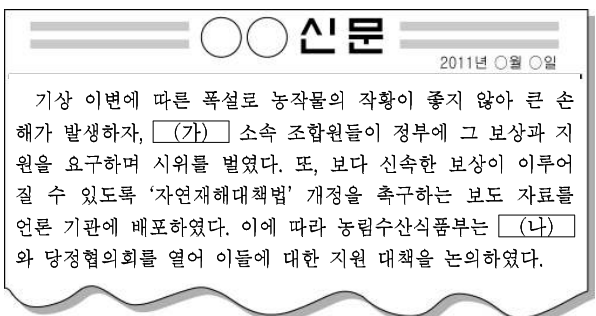 ○○신문
2011년 ○월 ○일
기상 이변에 따른 폭설로 농작물의 작황이 좋지 않아 큰 손
해가 발생하자, (가) 소속 조합원들이 정부에 그 보상과 지
원을 요구하며 시위를 벌였다. 또, 보다 신속한 보상이 이루어
질 수 있도록 ‘자연재해대책법’ 개정을 촉구하는 보도 자료를
언론 기관에 배포하였다. 이에 따라 농림수산식품부는 (나)
와 당정협의회를 열어 이들에 대한 지원 대책을 논의하였다.